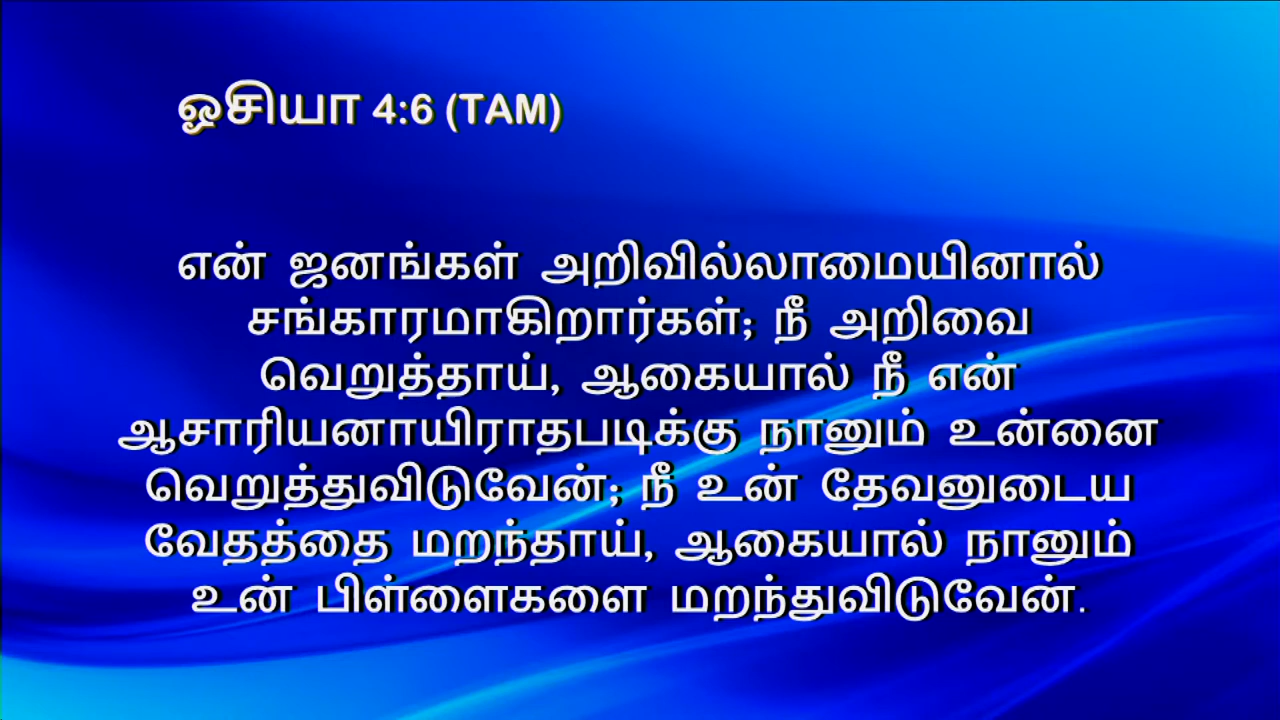 ஓசியா 4:6 (TAM)
என் ஜனங்கள் அறிவில்லாமையினால்
சங்காரமாகிறார்கள்; நீ அறிவை
வெறுத்தாய், ஆகையால் நீ என்
ஆசாரியனாயிராதபடிக்கு நானும் உன்னை
வெறுத்துவிடுவேன்; நீ உன் தேவனுடைய
வேதத்தை மறந்தாய், ஆகையால் நானும்
உன் பிள்ளைகளை மறந்துவிடுவேன்.